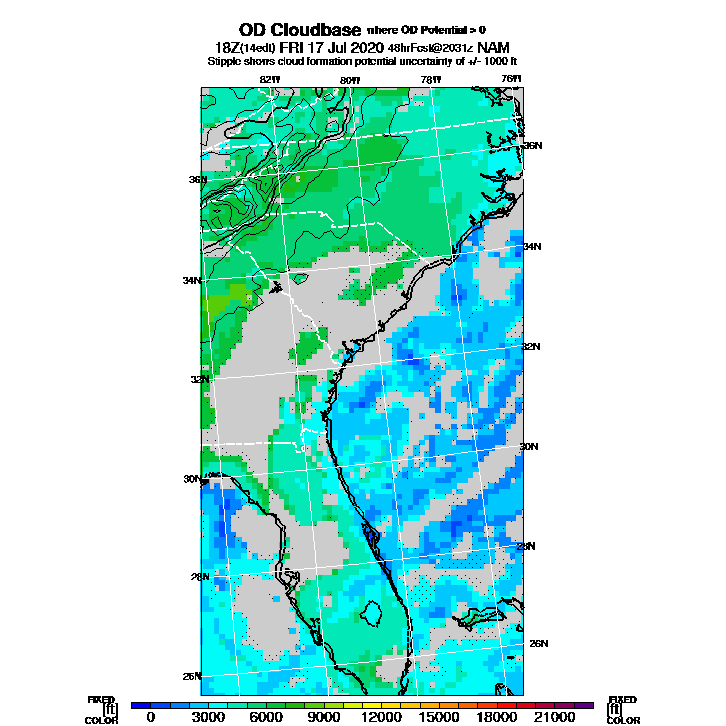 OD Cloudbase where OD Potential > 0
18Z(14edt) FRI 17 Jul 2020 48hrFcst@2031z NAM
Stipple shows cloud formation potential uncertainty of +/- 1000 ft
82W 80W 78W 76W
36N
36N
34N
34N
32N
32N
30N
30N
28N
28N
26N
26N
FIXED FIXED
[ft] [ft]
COLOR 0 3000 6000 9000 12000 15000 18000 21000 COLOR